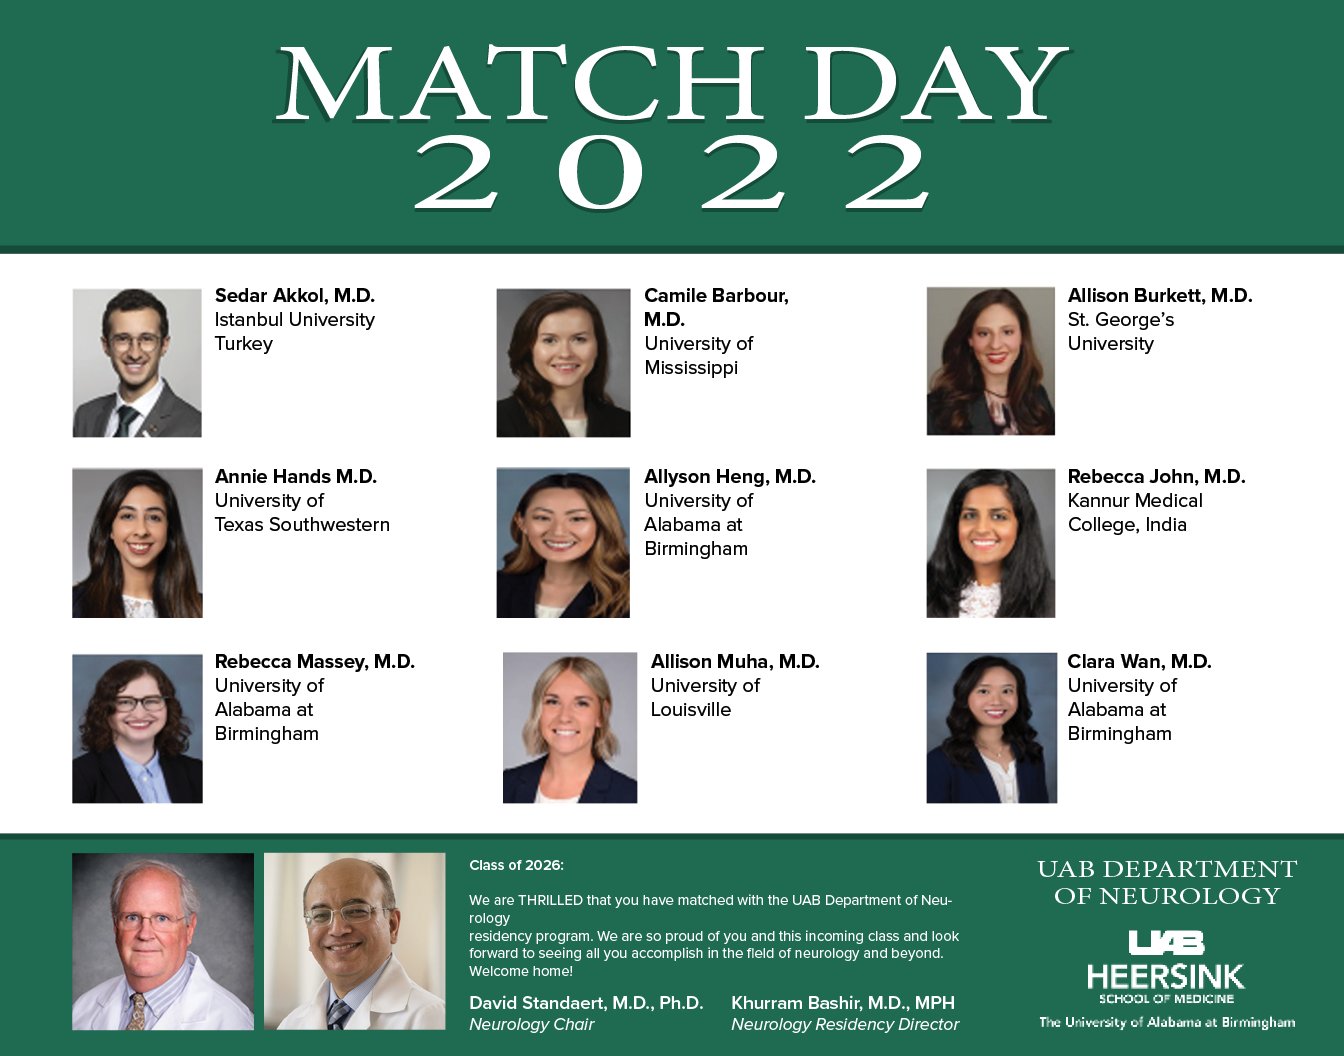 MATCH DAY
2022
Sedar Akkol, M.D.
Istanbul University
Turkey
Camile Barbour,
M.D.
University of
Mississippi
Allison Burkett, M.D.
St. George's
University
Annie Hands M.D.
University of
Texas Southwestern
Allyson Heng, M.D.
University of
Alabama at
Birmingham
Rebecca John, M.D.
Kannur Medical
College, India
Rebecca Massey, M.D.
University of
Alabama at
Birmingham
Allison Muha, M.D.
University of
Louisville
Clara Wan, M.D.
University of
Alabama at
Birmingham
Class of 2026:
We are THRILLED that you have matched with the UAB Department of Neu-
rology
residency program. We are so proud of you and this incoming class and look
forward to seeing all you accomplish in the field of neurology and beyond.
Welcome home!
David Standaert, M.D., Ph.D.
Neurology Chair
Khurram Bashir, M.D., MPH
Neurology Residency Director
UAB DEPARTMENT
OF NEUROLOGY
UAB
HEERSINK
SCHOOL OF MEDICINE
The University of Alabama at Birmingham